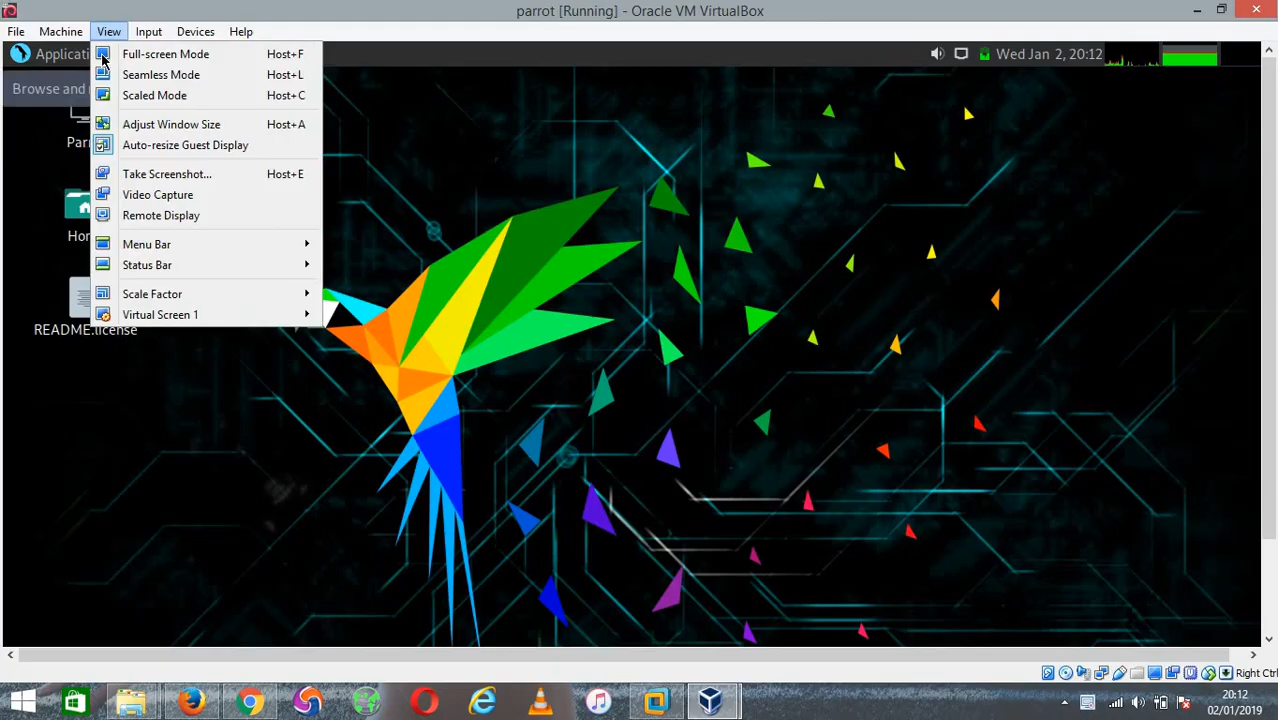 parrot [Running] - Oracle VM VirtualBox
File Machine View Input Devices Help
Applicati
Wed Jan 2, 20:12
Browse and
Full-screen Mode Host+F
Seamless Mode Host+L
Scaled Mode Host+C
Adjust Window Size Host+A
Auto-resize Guest Display
Take Screenshot... Host+E
Video Capture
Remote Display
Menu Bar
Status Bar
Scale Factor
Virtual Screen 1
Parr
Hom
README.license
Right Ctrl
20:12
02/01/2019